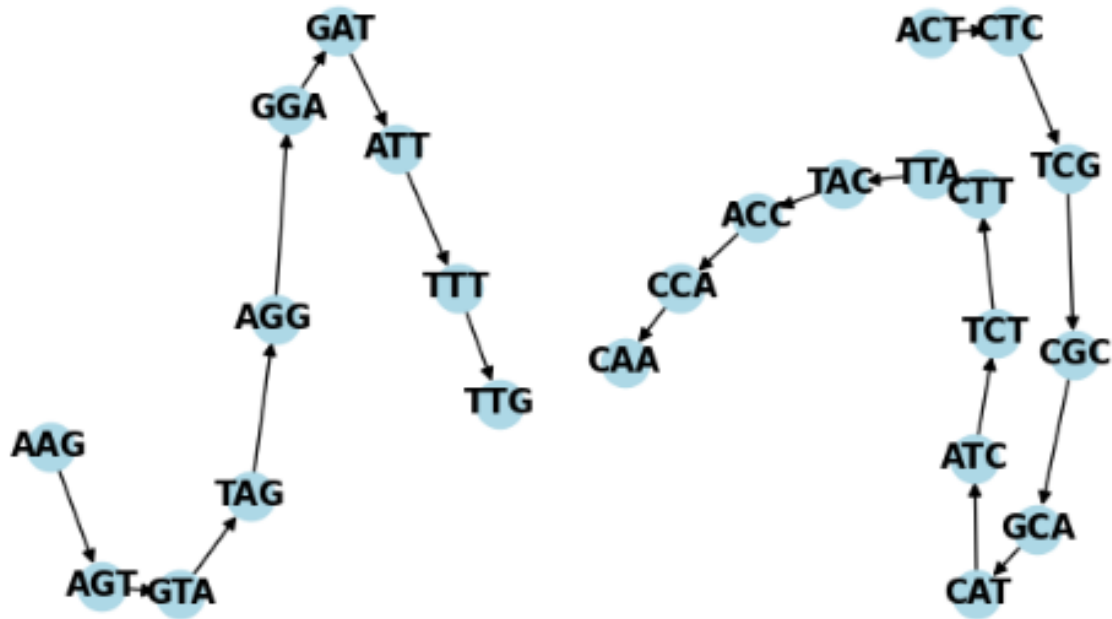 GAT
GGA
ATT
TTT
AGG
TTG
AAG
TAG
AGT
GTA
ACT
CTC
TCG
TTA
TAC
CTT
ACC
CCA
TCT
CGC
CAA
ATC
GCA
CAT